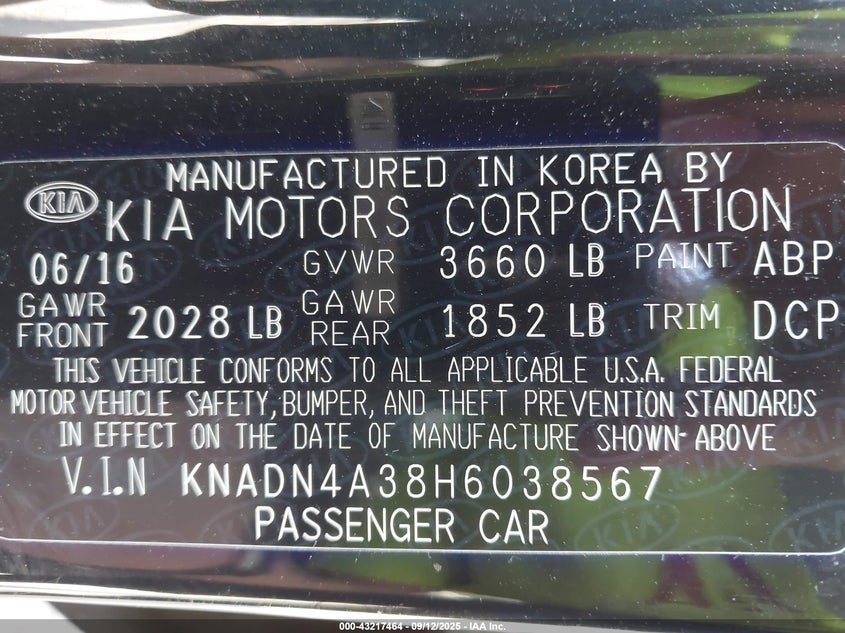 MANUFACTURED IN KOREA BY
KIA KIA MOTORS CORPORATION
06/16 GVWR 3660 LB PAINT ABP
GAWR FRONT 2028 LB GAWR REAR 1852 LB TRIM DCP
THIS VEHICLE CONFORMS TO ALL APPLICABLE U.S.A. FEDERAL
MOTOR VEHICLE SAFETY, BUMPER, AND THEFT PREVENTION STANDARDS
IN EFFECT ON THE DATE OF MANUFACTURE SHOWN ABOVE
V.I.N KNADN4A38H6038567
PASSENGER CAR
000-43217464 - 09/12/2025 - IAA Inc.